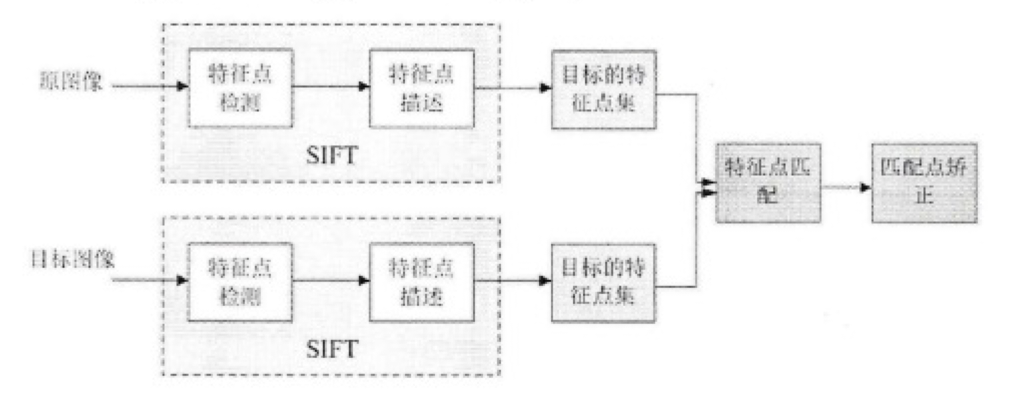 原图像
特征点
检测
特征点
描述
SIFT
目标的特
征点集
目标图像
特征点
检测
特征点
描述
SIFT
目标的特
征点集
特征点匹
配
匹配点矫
正